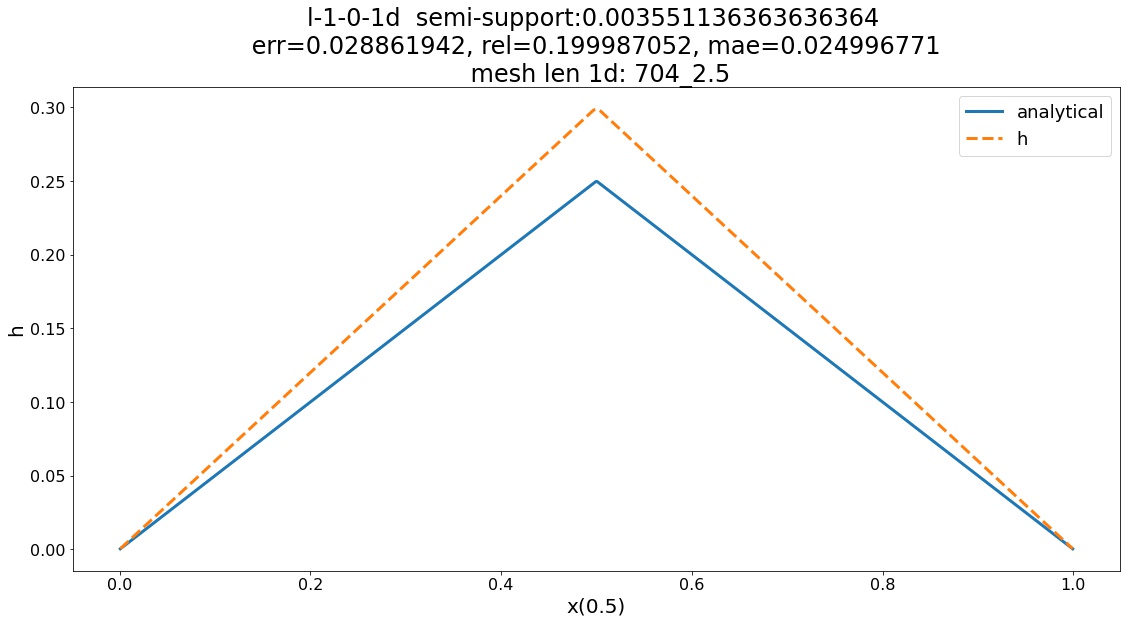 l-1-0-1d  semi-support:0.003551136363636364
err=0.028861942, rel=0.199987052, mae=0.024996771
mesh len 1d: 704_2.5
analytical
h
h
0.30
0.25
0.20
0.15
0.10
0.05
0.00
0.0 0.2 0.4 0.6 0.8 1.0
x(0.5)